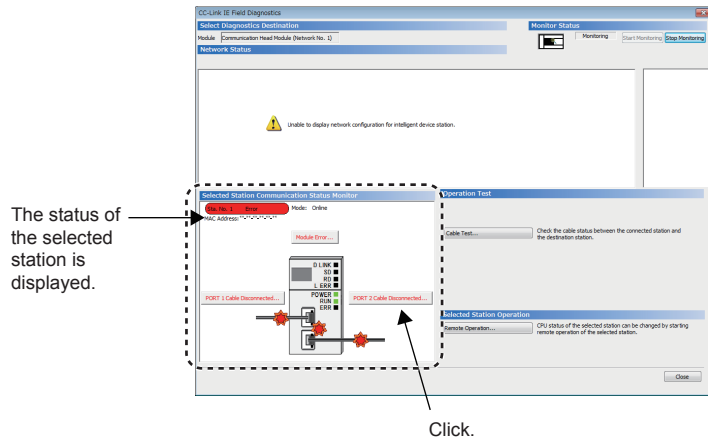 CC-Link IE Field Diagnostics
Select Diagnostics Destination
Monitor Status
Module Communication Head Module (Network No. 1)
Monitoring
Start Monitoring
Stop Monitoring
Network Status
Unable to display network configuration for intelligent device station.
Selected Station Communication Status Monitor
Operation Test
Sta. No. 1 Error
Mode: Online
MAC Address: **-**-**-**-**-**
The status of
the selected
station is
displayed.
Module Error...
Cable Test...
Check the cable status between the connected station and
the destination station.
D LINK
SD
RD
L ERR
POWER
RUN
ERR
PORT 1 Cable Disconnected...
PORT 2 Cable Disconnected...
Selected Station Operation
Remote Operation...
CPU status of the selected station can be changed by starting
remote operation of the selected station.
Close
Click.